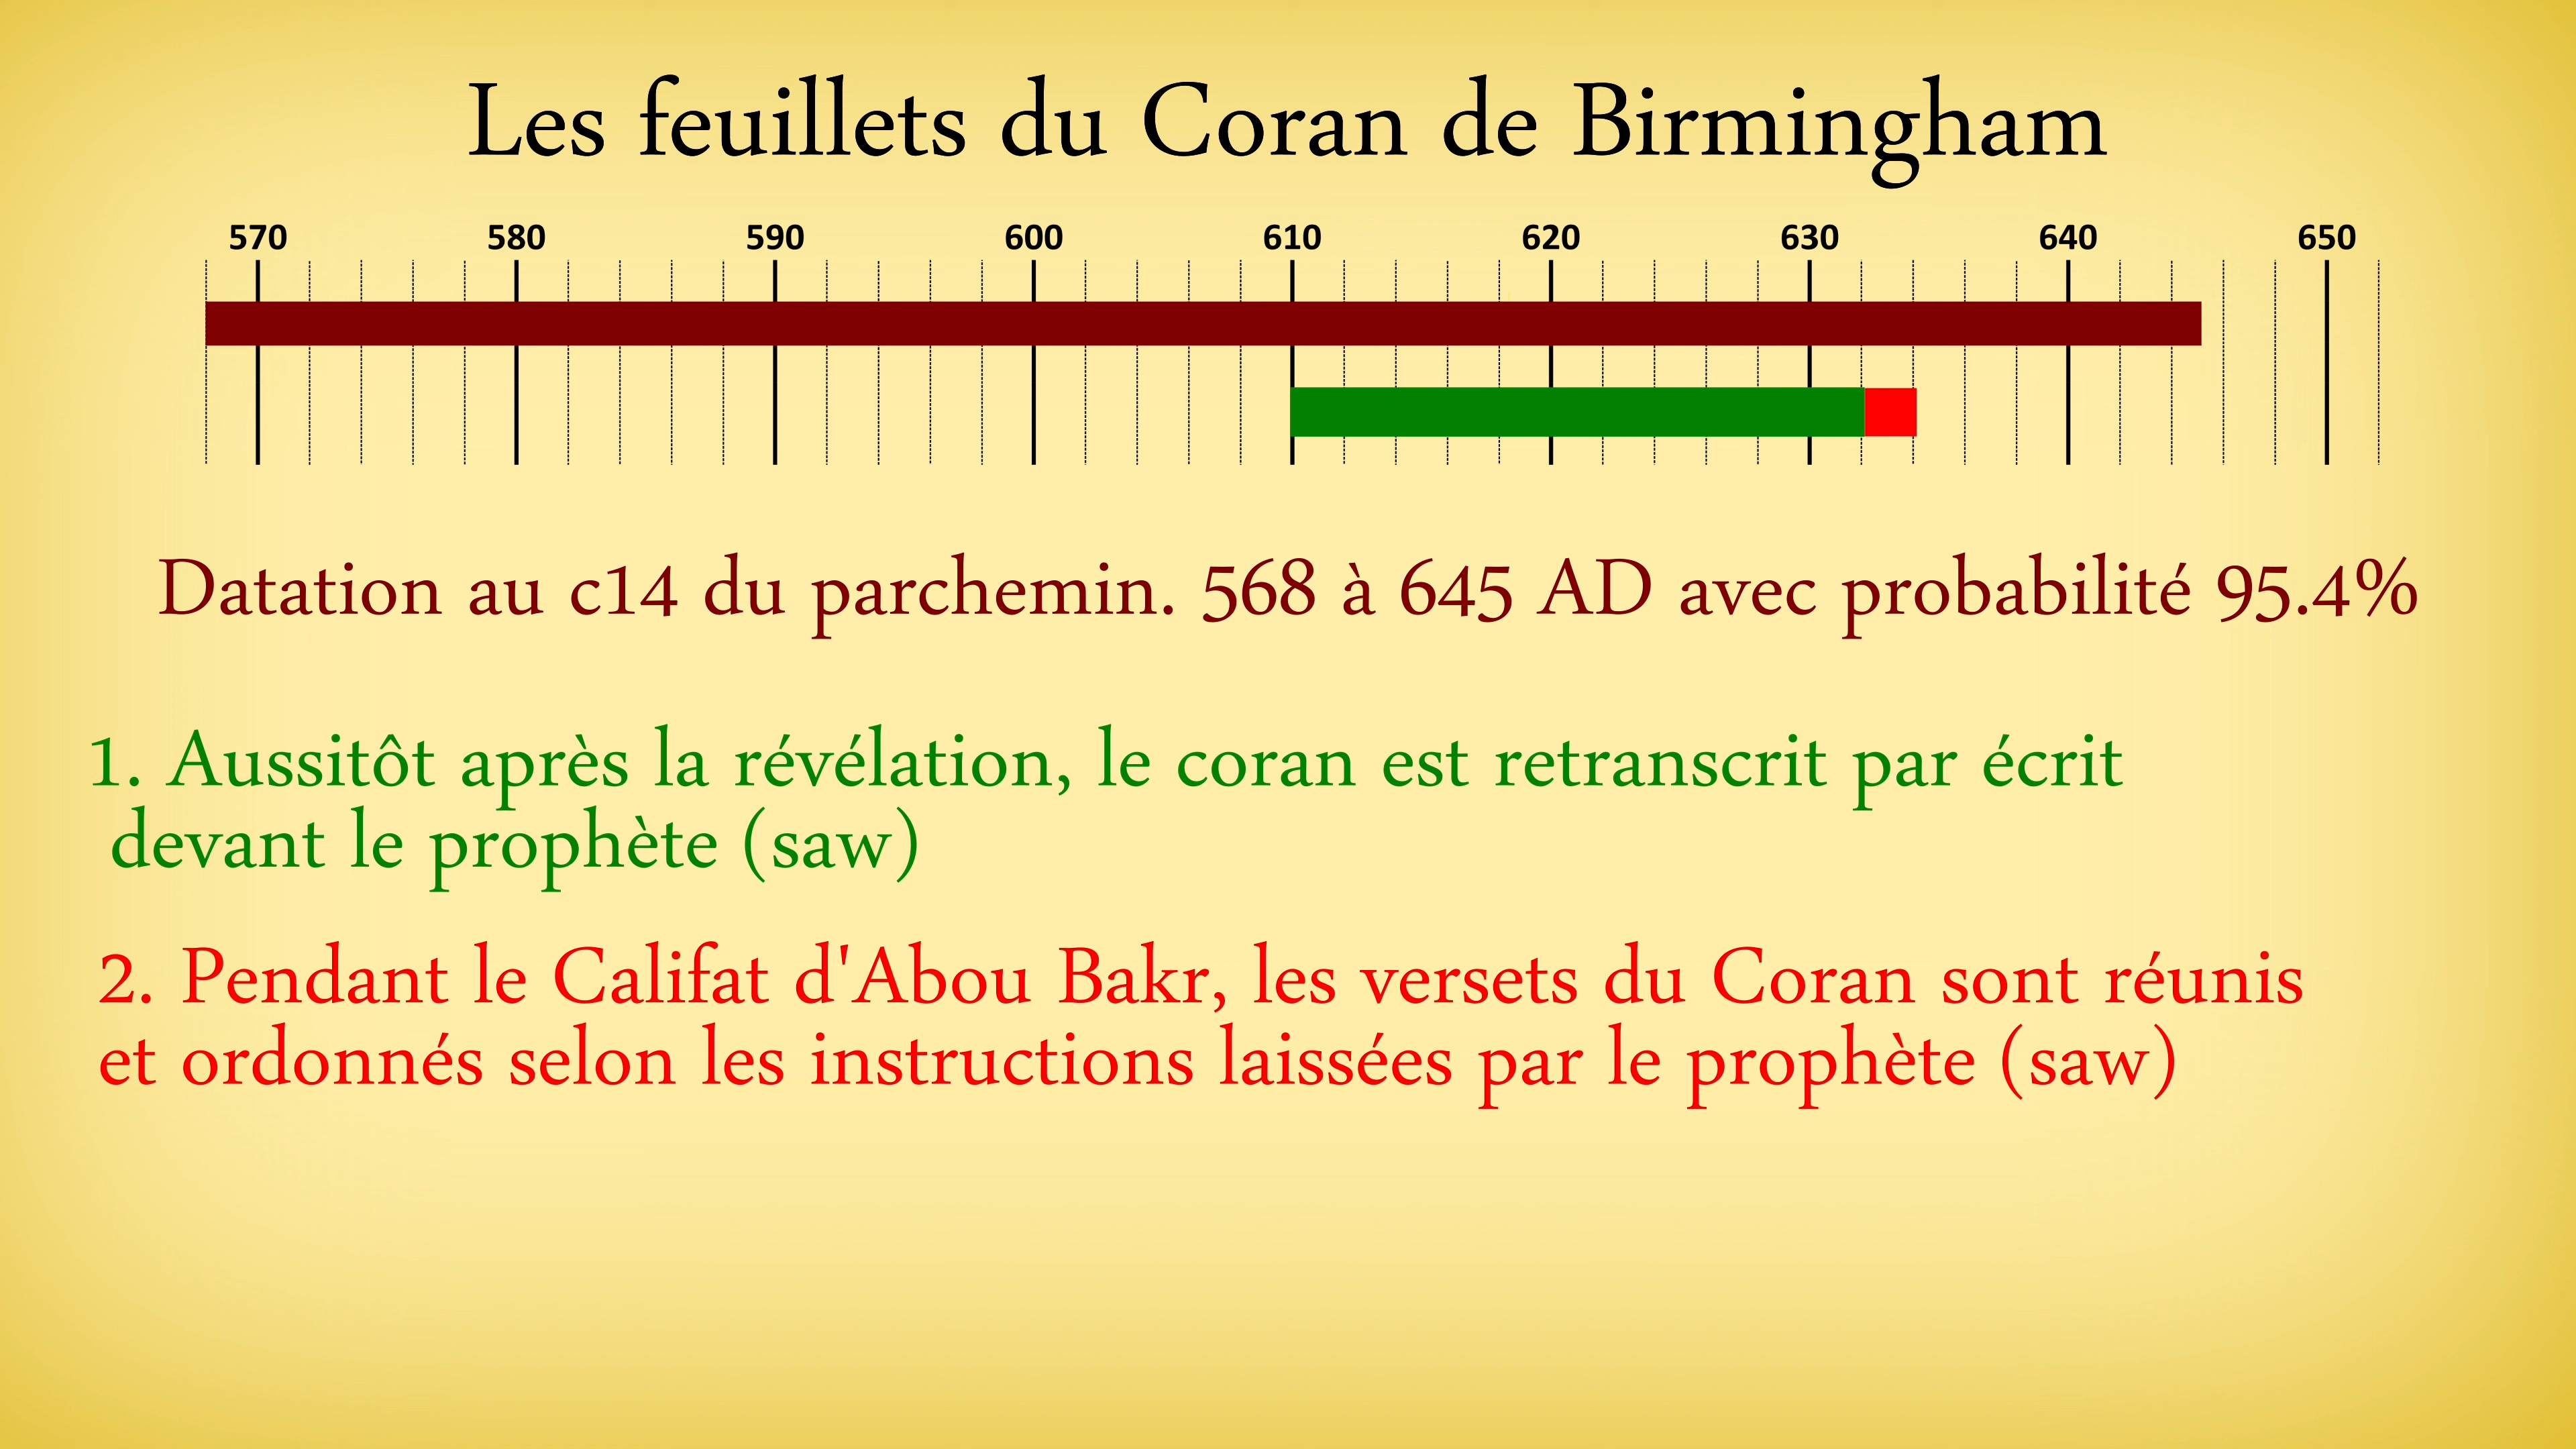 Les feuillets du Coran de Birmingham
570 580 590 600 610 620 630 640 650
Datation au c14 du parchemin. 568 à 645 AD avec probabilité 95.4%
1. Aussitôt après la révélation, le coran est retranscrit par écrit
devant le prophète (saw)
2. Pendant le Califat d'Abou Bakr, les versets du Coran sont réunis
et ordonnés selon les instructions laissées par le prophète (saw)